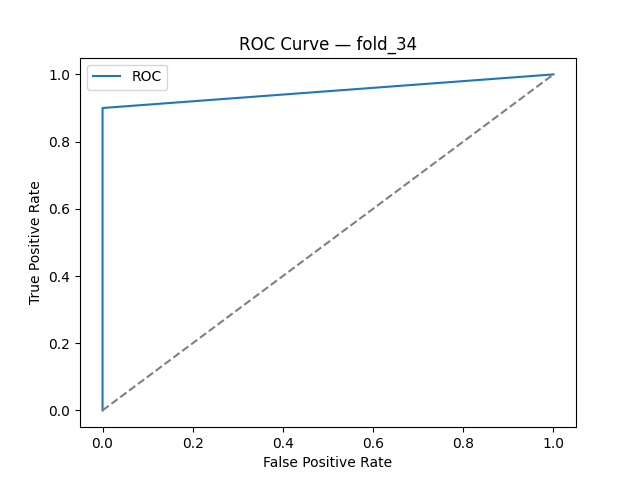 ROC Curve — fold_34
ROC
True Positive Rate
1.0
0.8
0.6
0.4
0.2
0.0
0.0 0.2 0.4 0.6 0.8 1.0
False Positive Rate